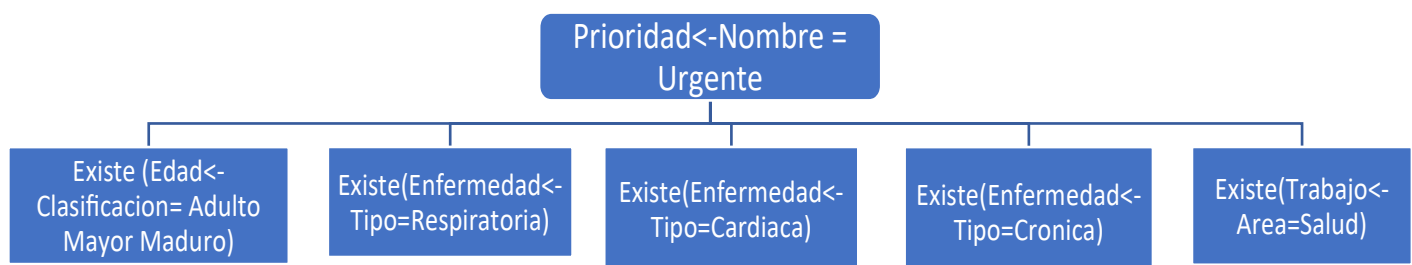 Prioridad<-Nombre =
Urgente
Existe (Edad<-
Clasificacion= Adulto
Mayor Maduro)
Existe(Enfermedad<-
Tipo=Respiratoria)
Existe(Enfermedad<-
Tipo=Cardiaca)
Existe(Enfermedad<-
Tipo=Cronica)
Existe(Trabajo<-
Area=Salud)